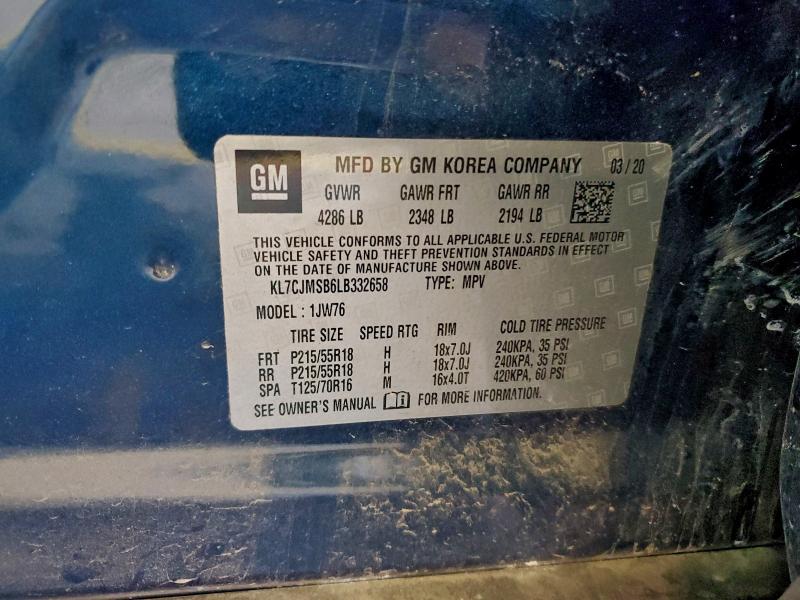 GM
MFD BY GM KOREA COMPANY 03/20
GVWR GAWR FRT GAWR RR
4286 LB 2348 LB 2194 LB
THIS VEHICLE CONFORMS TO ALL APPLICABLE U.S. FEDERAL MOTOR
VEHICLE SAFETY AND THEFT PREVENTION STANDARDS IN EFFECT
ON THE DATE OF MANUFACTURE SHOWN ABOVE.
KL7CJMSB6LB332658 TYPE: MPV
MODEL : 1JW76
TIRE SIZE SPEED RTG RIM COLD TIRE PRESSURE
FRT P215/55R18 H 18x7.0J 240KPA, 35 PSI
RR P215/55R18 H 18x7.0J 240KPA, 35 PSI
SPA T125/70R16 M 16x4.0T 420KPA, 60 PSI
SEE OWNER'S MANUAL FOR MORE INFORMATION.